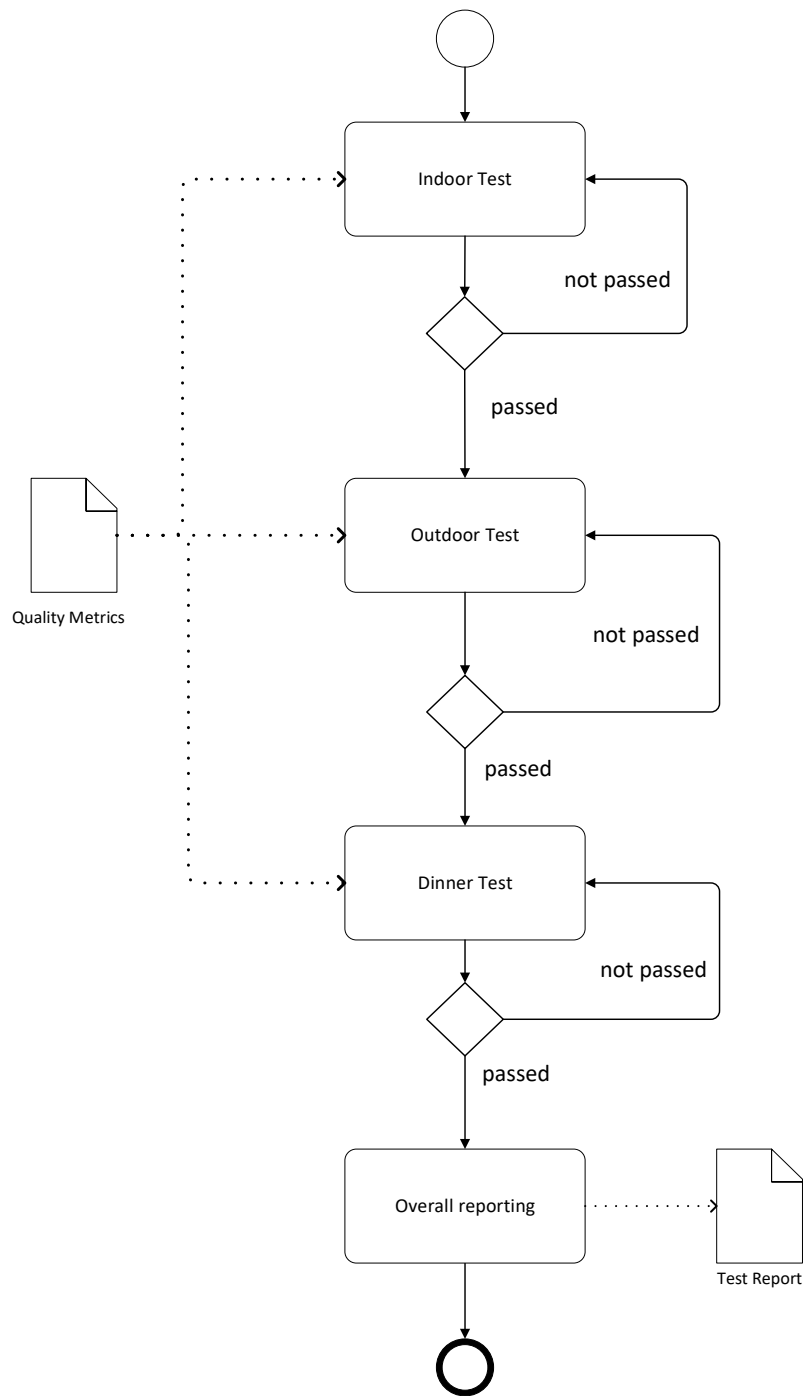 Indoor Test
not passed
passed
Outdoor Test
Quality Metrics
not passed
passed
Dinner Test
not passed
passed
Overall reporting
Test Report